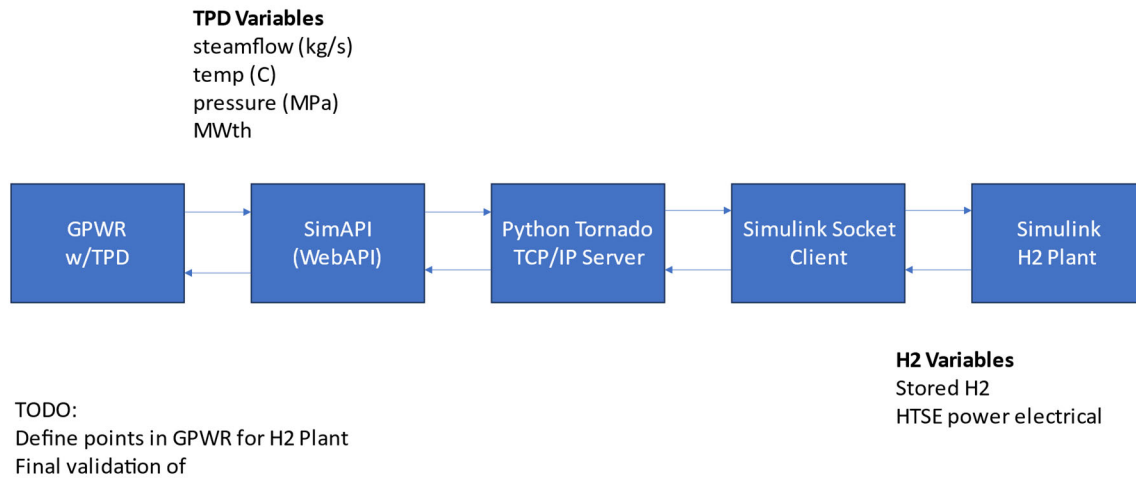 TPD Variables
steamflow (kg/s)
temp (C)
pressure (MPa)
MWth
GPWR
w/TPD
SimAPI
(WebAPI)
Python Tornado
TCP/IP Server
Simulink Socket
Client
Simulink
H2 Plant
H2 Variables
Stored H2
HTSE power electrical
TODO:
Define points in GPWR for H2 Plant
Final validation of